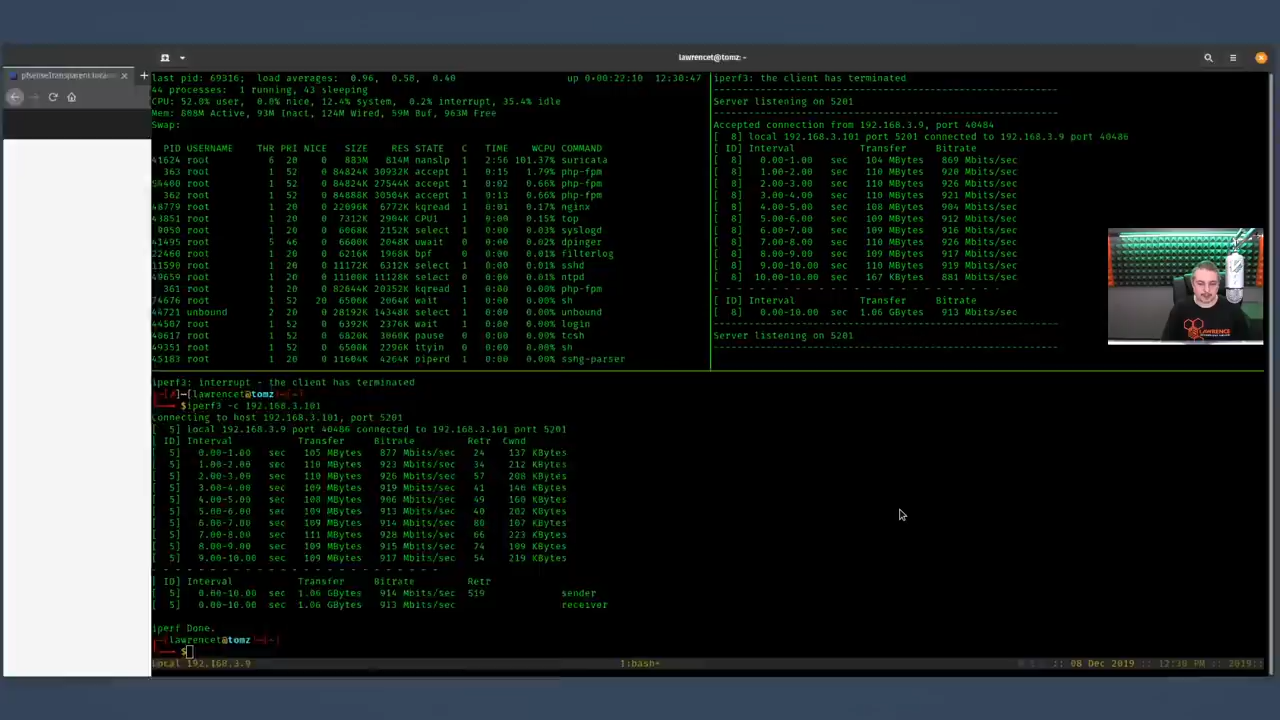 lawrencet@tomz:~
last pid: 69316; load averages: 0.96, 0.58, 0.40 up 0+00:22:10 12:30:47
44 processes: 1 running, 43 sleeping
CPU: 52.0% user, 0.0% nice, 12.4% system, 0.2% interrupt, 35.4% idle
Mem: 808M Active, 93M Inact, 124M Wired, 59M Buf, 963M Free
Swap:
PID USERNAME THR PRI NICE SIZE RES STATE C TIME WCPU COMMAND
41624 root 6 20 0 883M 814M nanslp 1 2:56 101.37% suricata
363 root 1 52 0 84824K 30932K accept 1 0:15 1.79% php-fpm
54400 root 1 52 0 84824K 27544K accept 1 0:02 0.66% php-fpm
362 root 1 52 0 84888K 30504K accept 1 0:13 0.66% php-fpm
48779 root 1 20 0 22096K 6772K kqread 1 0:01 0.17% nginx
43851 root 1 20 0 7312K 2904K CPU1 1 0:00 0.15% top
9050 root 1 20 0 6068K 2152K select 1 0:00 0.03% syslogd
41495 root 5 46 0 6600K 2048K uwait 0 0:00 0.02% dpinger
22460 root 1 20 0 6216K 1968K bpf 0 0:00 0.01% filterlog
11590 root 1 20 0 11172K 6312K select 1 0:00 0.01% sshd
49659 root 1 20 0 11100K 11128K select 1 0:00 0.01% ntpd
361 root 1 20 0 82644K 20352K kqread 1 0:00 0.00% php-fpm
74676 root 1 52 20 6500K 2064K wait 1 0:00 0.00% sh
44721 unbound 2 20 0 28192K 14348K select 1 0:00 0.00% unbound
44507 root 1 52 0 6392K 2376K wait 1 0:00 0.00% login
40617 root 1 52 0 6820K 3060K pause 1 0:00 0.00% tcsh
49351 root 1 52 0 6500K 2296K ttyin 1 0:00 0.00% sh
45183 root 1 20 0 11604K 4264K piperd 1 0:00 0.00% sshg-parser
iperf3: the client has terminated
Server listening on 5201
Accepted connection from 192.168.3.9, port 40484
[ 8] local 192.168.3.101 port 5201 connected to 192.168.3.9 port 40486
[ ID] Interval Transfer Bitrate
[ 8] 0.00-1.00 sec 104 MBytes 869 Mbits/sec
[ 8] 1.00-2.00 sec 110 MBytes 920 Mbits/sec
[ 8] 2.00-3.00 sec 110 MBytes 926 Mbits/sec
[ 8] 3.00-4.00 sec 110 MBytes 921 Mbits/sec
[ 8] 4.00-5.00 sec 108 MBytes 904 Mbits/sec
[ 8] 5.00-6.00 sec 109 MBytes 912 Mbits/sec
[ 8] 6.00-7.00 sec 109 MBytes 916 Mbits/sec
[ 8] 7.00-8.00 sec 110 MBytes 926 Mbits/sec
[ 8] 8.00-9.00 sec 109 MBytes 917 Mbits/sec
[ 8] 9.00-10.00 sec 110 MBytes 919 Mbits/sec
[ 8] 10.00-10.00 sec 167 KBytes 881 Mbits/sec
[ ID] Interval Transfer Bitrate
[ 8] 0.00-10.00 sec 1.06 GBytes 913 Mbits/sec
Server listening on 5201
LAWRENCE
iperf3: interrupt - the client has terminated
[lawrencet@tomz]-[~]
$iperf3 -c 192.168.3.101
Connecting to host 192.168.3.101, port 5201
[ 5] local 192.168.3.9 port 40486 connected to 192.168.3.101 port 5201
[ ID] Interval Transfer Bitrate Retr Cwnd
[ 5] 0.00-1.00 sec 105 MBytes 877 Mbits/sec 24 137 KBytes
[ 5] 1.00-2.00 sec 110 MBytes 923 Mbits/sec 34 212 KBytes
[ 5] 2.00-3.00 sec 110 MBytes 926 Mbits/sec 57 208 KBytes
[ 5] 3.00-4.00 sec 109 MBytes 919 Mbits/sec 41 146 KBytes
[ 5] 4.00-5.00 sec 108 MBytes 906 Mbits/sec 49 160 KBytes
[ 5] 5.00-6.00 sec 109 MBytes 913 Mbits/sec 40 202 KBytes
[ 5] 6.00-7.00 sec 109 MBytes 914 Mbits/sec 80 107 KBytes
[ 5] 7.00-8.00 sec 111 MBytes 928 Mbits/sec 66 223 KBytes
[ 5] 8.00-9.00 sec 109 MBytes 915 Mbits/sec 74 109 KBytes
[ 5] 9.00-10.00 sec 109 MBytes 917 Mbits/sec 54 219 KBytes
[ ID] Interval Transfer Bitrate Retr
[ 5] 0.00-10.00 sec 1.06 GBytes 914 Mbits/sec 519 sender
[ 5] 0.00-10.00 sec 1.06 GBytes 913 Mbits/sec receiver
iperf Done.
[lawrencet@tomz]-[~]
$
Local 192.168.3.9 1:bash* :: 08 Dec 2019 :: 12:30 PM :: 2019::